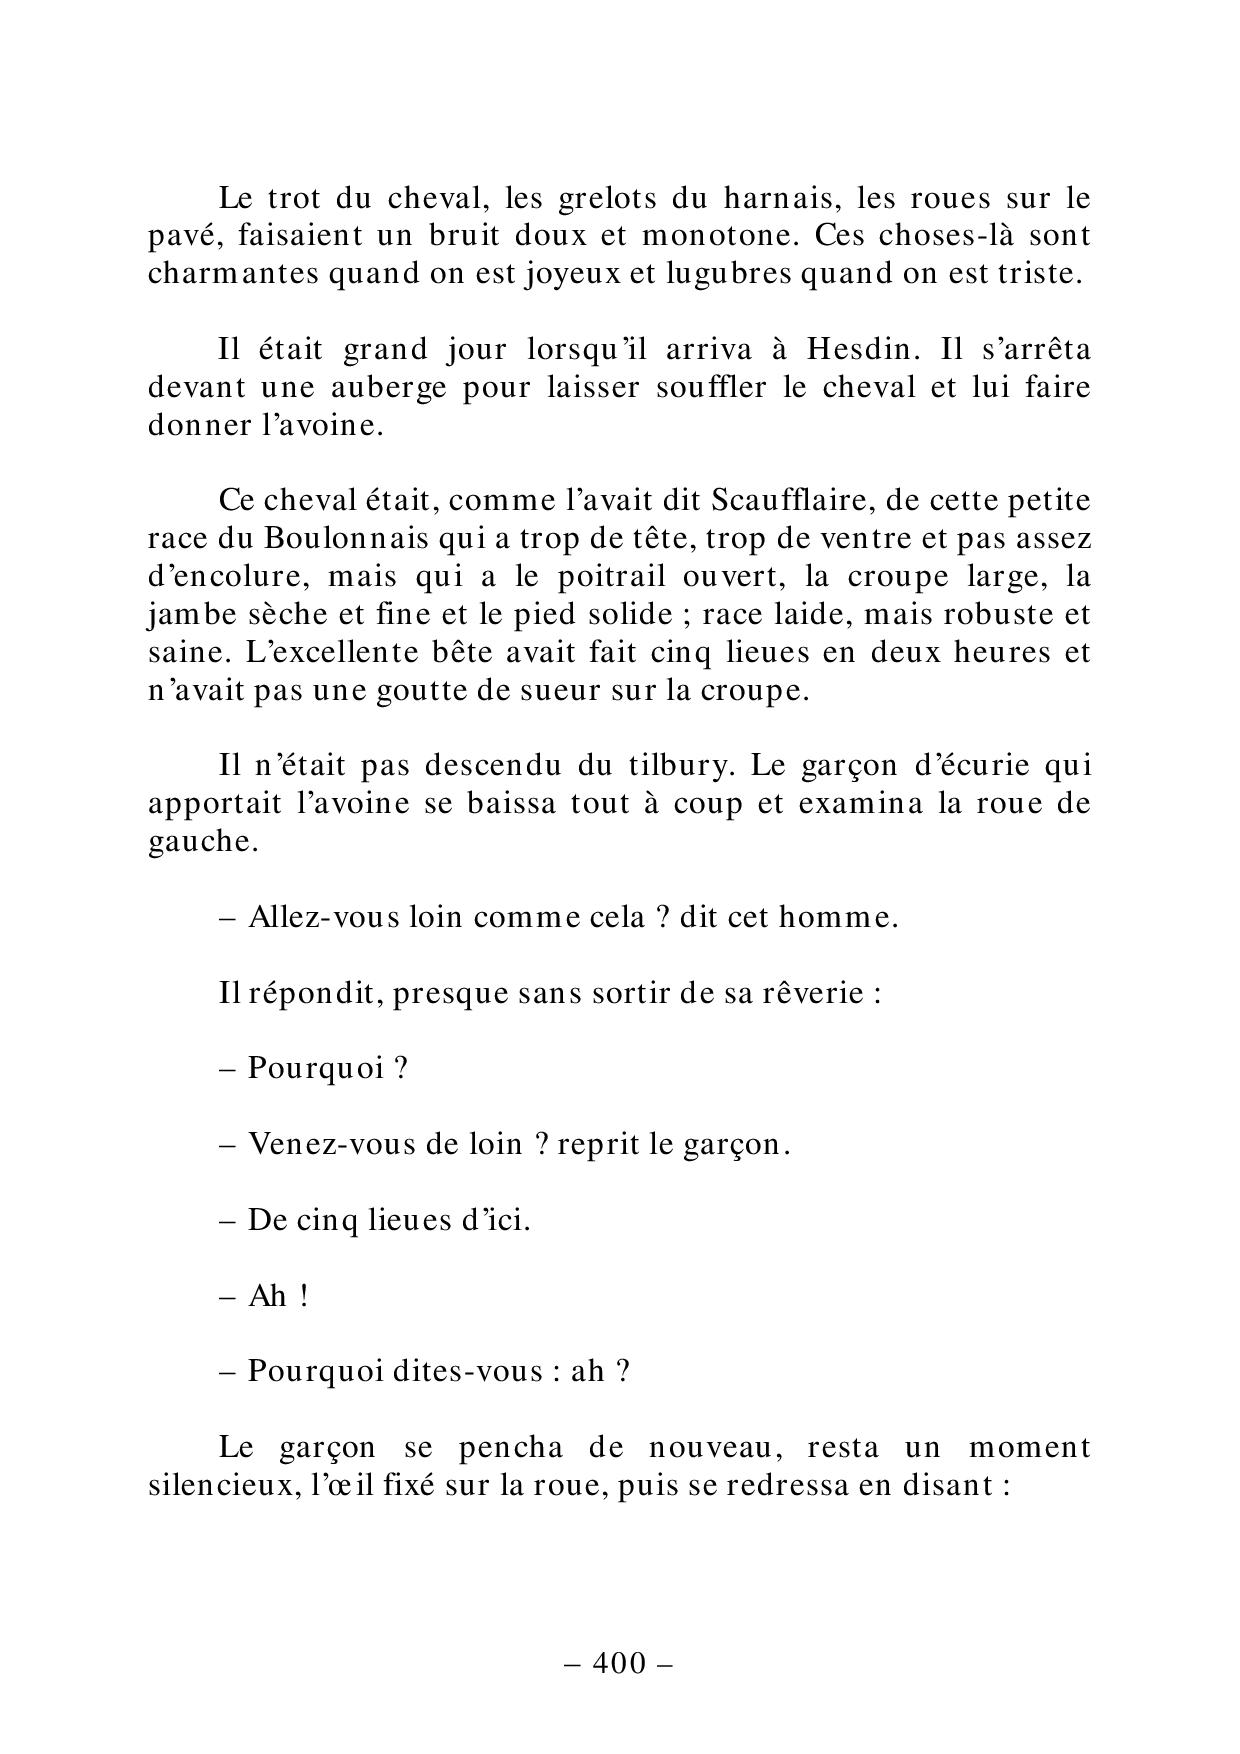 Le trot du cheval, les grelots du harnais, les roues sur le
pavé, faisaient un bruit doux et monotone. Ces choses-là sont
charmantes quand on est joyeux et lugubres quand on est triste.
Il était grand jour lorsqu’il arriva à Hesdin. Il s’arrêta
devant une auberge pour laisser souffler le cheval et lui faire
donner l’avoine.
Ce cheval était, comme l’avait dit Scaufflaire, de cette petite
race du Boulonnais qui a trop de tête, trop de ventre et pas assez
d’encolure, mais qui a le poitrail ouvert, la croupe large, la
jambe sèche et fine et le pied solide ; race laide, mais robuste et
saine. L’excellente bête avait fait cinq lieues en deux heures et
n’avait pas une goutte de sueur sur la croupe.
Il n’était pas descendu du tilbury. Le garçon d’écurie qui
apportait l’avoine se baissa tout à coup et examina la roue de
gauche.
– Allez-vous loin comme cela ? dit cet homme.
Il répondit, presque sans sortir de sa rêverie :
– Pourquoi ?
– Venez-vous de loin ? reprit le garçon.
– De cinq lieues d’ici.
– Ah !
– Pourquoi dites-vous : ah ?
Le garçon se pencha de nouveau, resta un moment
silencieux, l’œil fixé sur la roue, puis se redressa en disant :
– 400 –